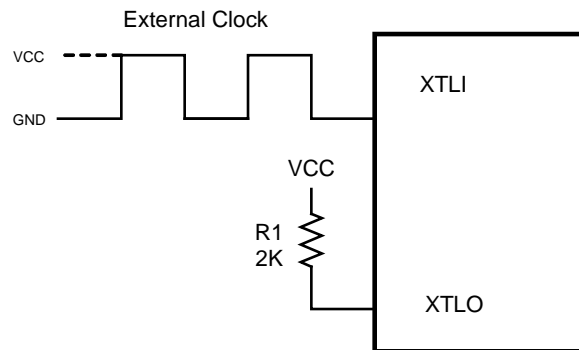 External Clock
VCC
XTLI
GND
VCC
R1
2K
XTLO